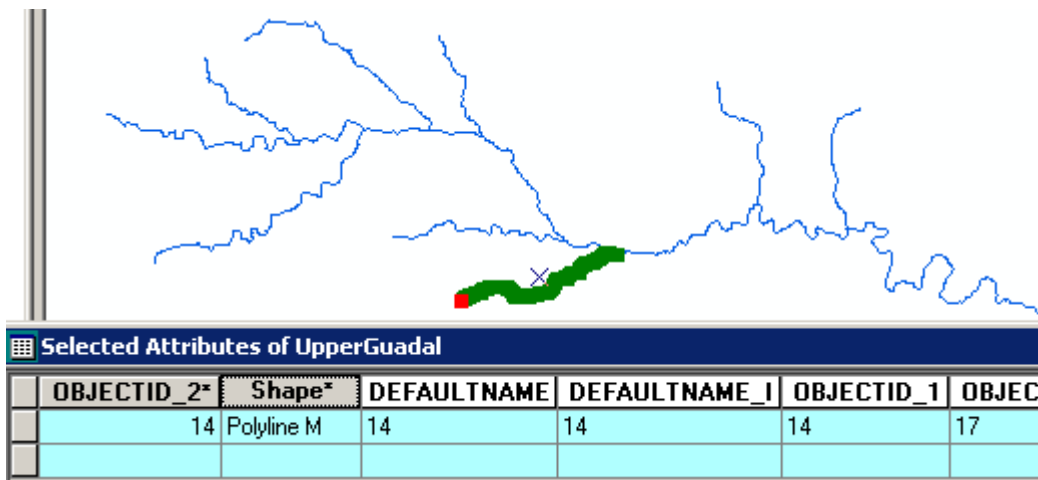 Selected Attributes of UpperGuadal
OBJECTID_2* Shape* DEFAULTNAME DEFAULTNAME_I OBJECTID_1 OBJEC
14 Polyline M 14 14 14 17